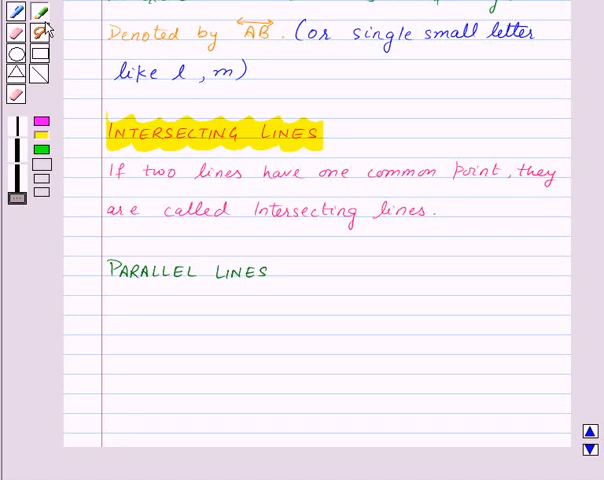 Denoted by AB. (or single small letter
like l, m)
INTERSECTING LINES
If two lines have one common point, they
are called Intersecting lines.
PARALLEL LINES